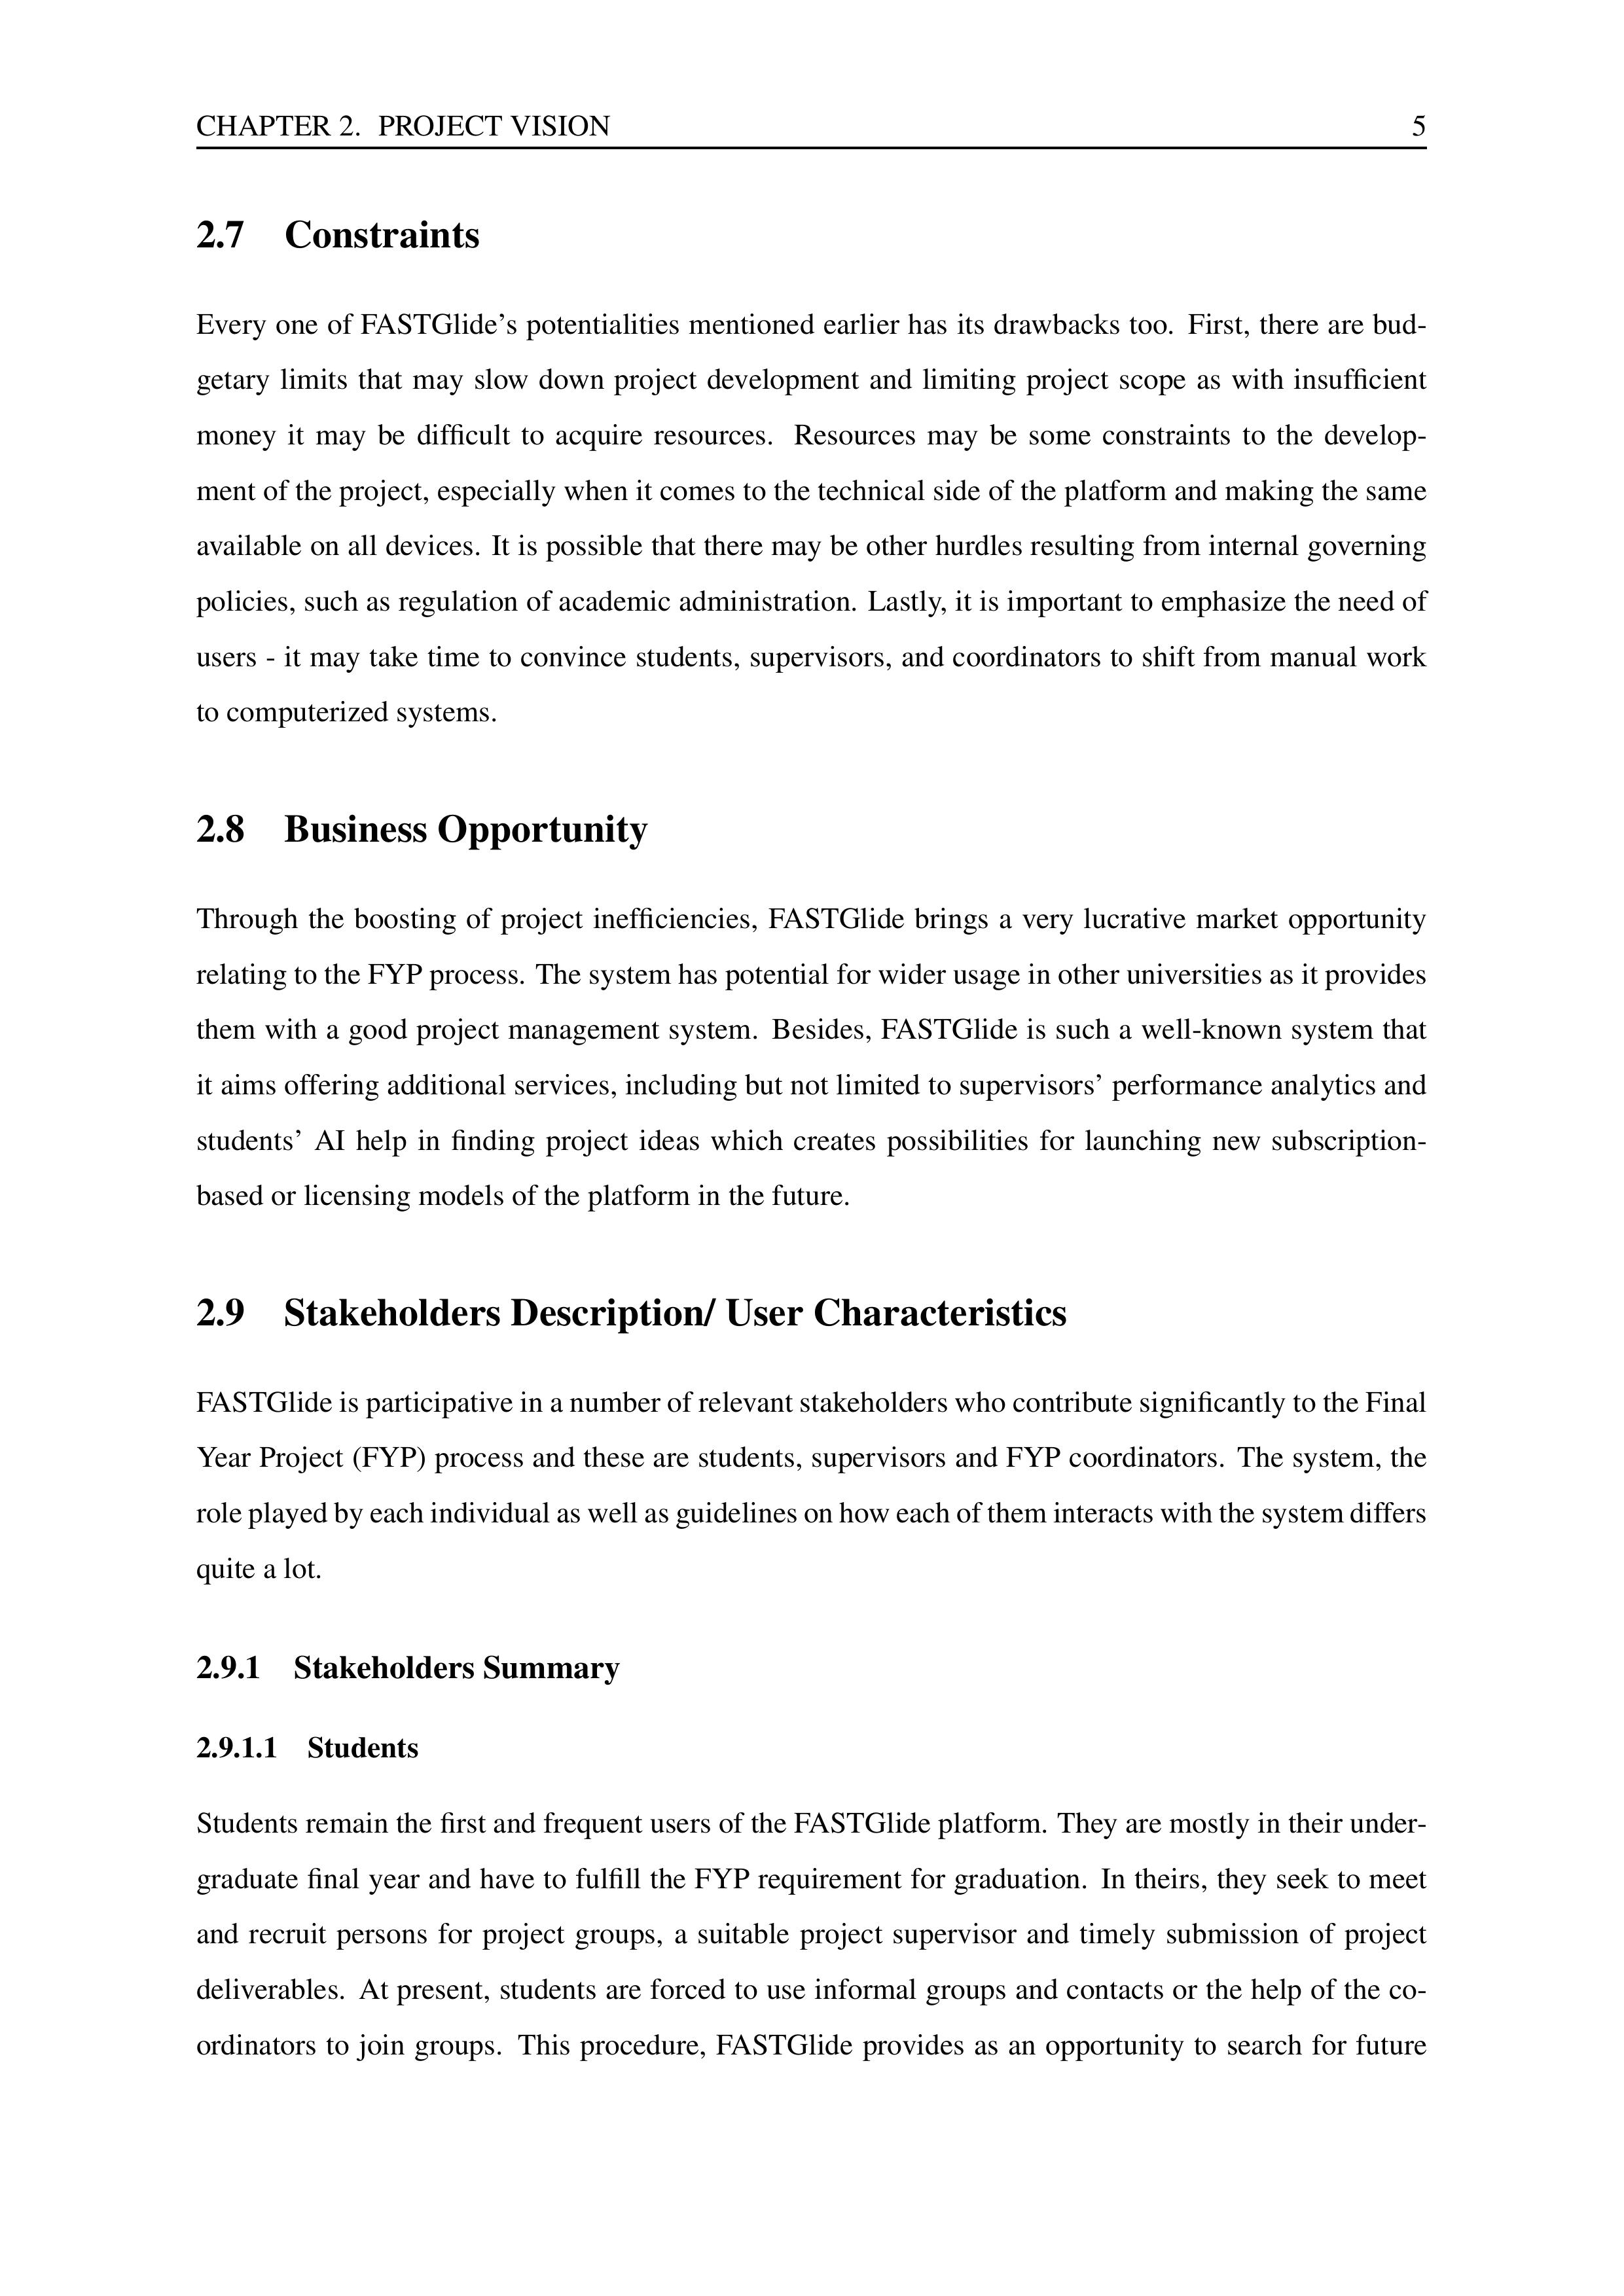 CHAPTER 2. PROJECT VISION 5
2.7 Constraints
Every one of FASTGlide's potentialities mentioned earlier has its drawbacks too. First, there are bud-
getary limits that may slow down project development and limiting project scope as with insufficient
money it may be difficult to acquire resources. Resources may be some constraints to the develop-
ment of the project, especially when it comes to the technical side of the platform and making the same
available on all devices. It is possible that there may be other hurdles resulting from internal governing
policies, such as regulation of academic administration. Lastly, it is important to emphasize the need of
users - it may take time to convince students, supervisors, and coordinators to shift from manual work
to computerized systems.
2.8 Business Opportunity
Through the boosting of project inefficiencies, FASTGlide brings a very lucrative market opportunity
relating to the FYP process. The system has potential for wider usage in other universities as it provides
them with a good project management system. Besides, FASTGlide is such a well-known system that
it aims offering additional services, including but not limited to supervisors' performance analytics and
students' AI help in finding project ideas which creates possibilities for launching new subscription-
based or licensing models of the platform in the future.
2.9 Stakeholders Description/ User Characteristics
FASTGlide is participative in a number of relevant stakeholders who contribute significantly to the Final
Year Project (FYP) process and these are students, supervisors and FYP coordinators. The system, the
role played by each individual as well as guidelines on how each of them interacts with the system differs
quite a lot.
2.9.1 Stakeholders Summary
2.9.1.1 Students
Students remain the first and frequent users of the FASTGlide platform. They are mostly in their under-
graduate final year and have to fulfill the FYP requirement for graduation. In theirs, they seek to meet
and recruit persons for project groups, a suitable project supervisor and timely submission of project
deliverables. At present, students are forced to use informal groups and contacts or the help of the co-
ordinators to join groups. This procedure, FASTGlide provides as an opportunity to search for future